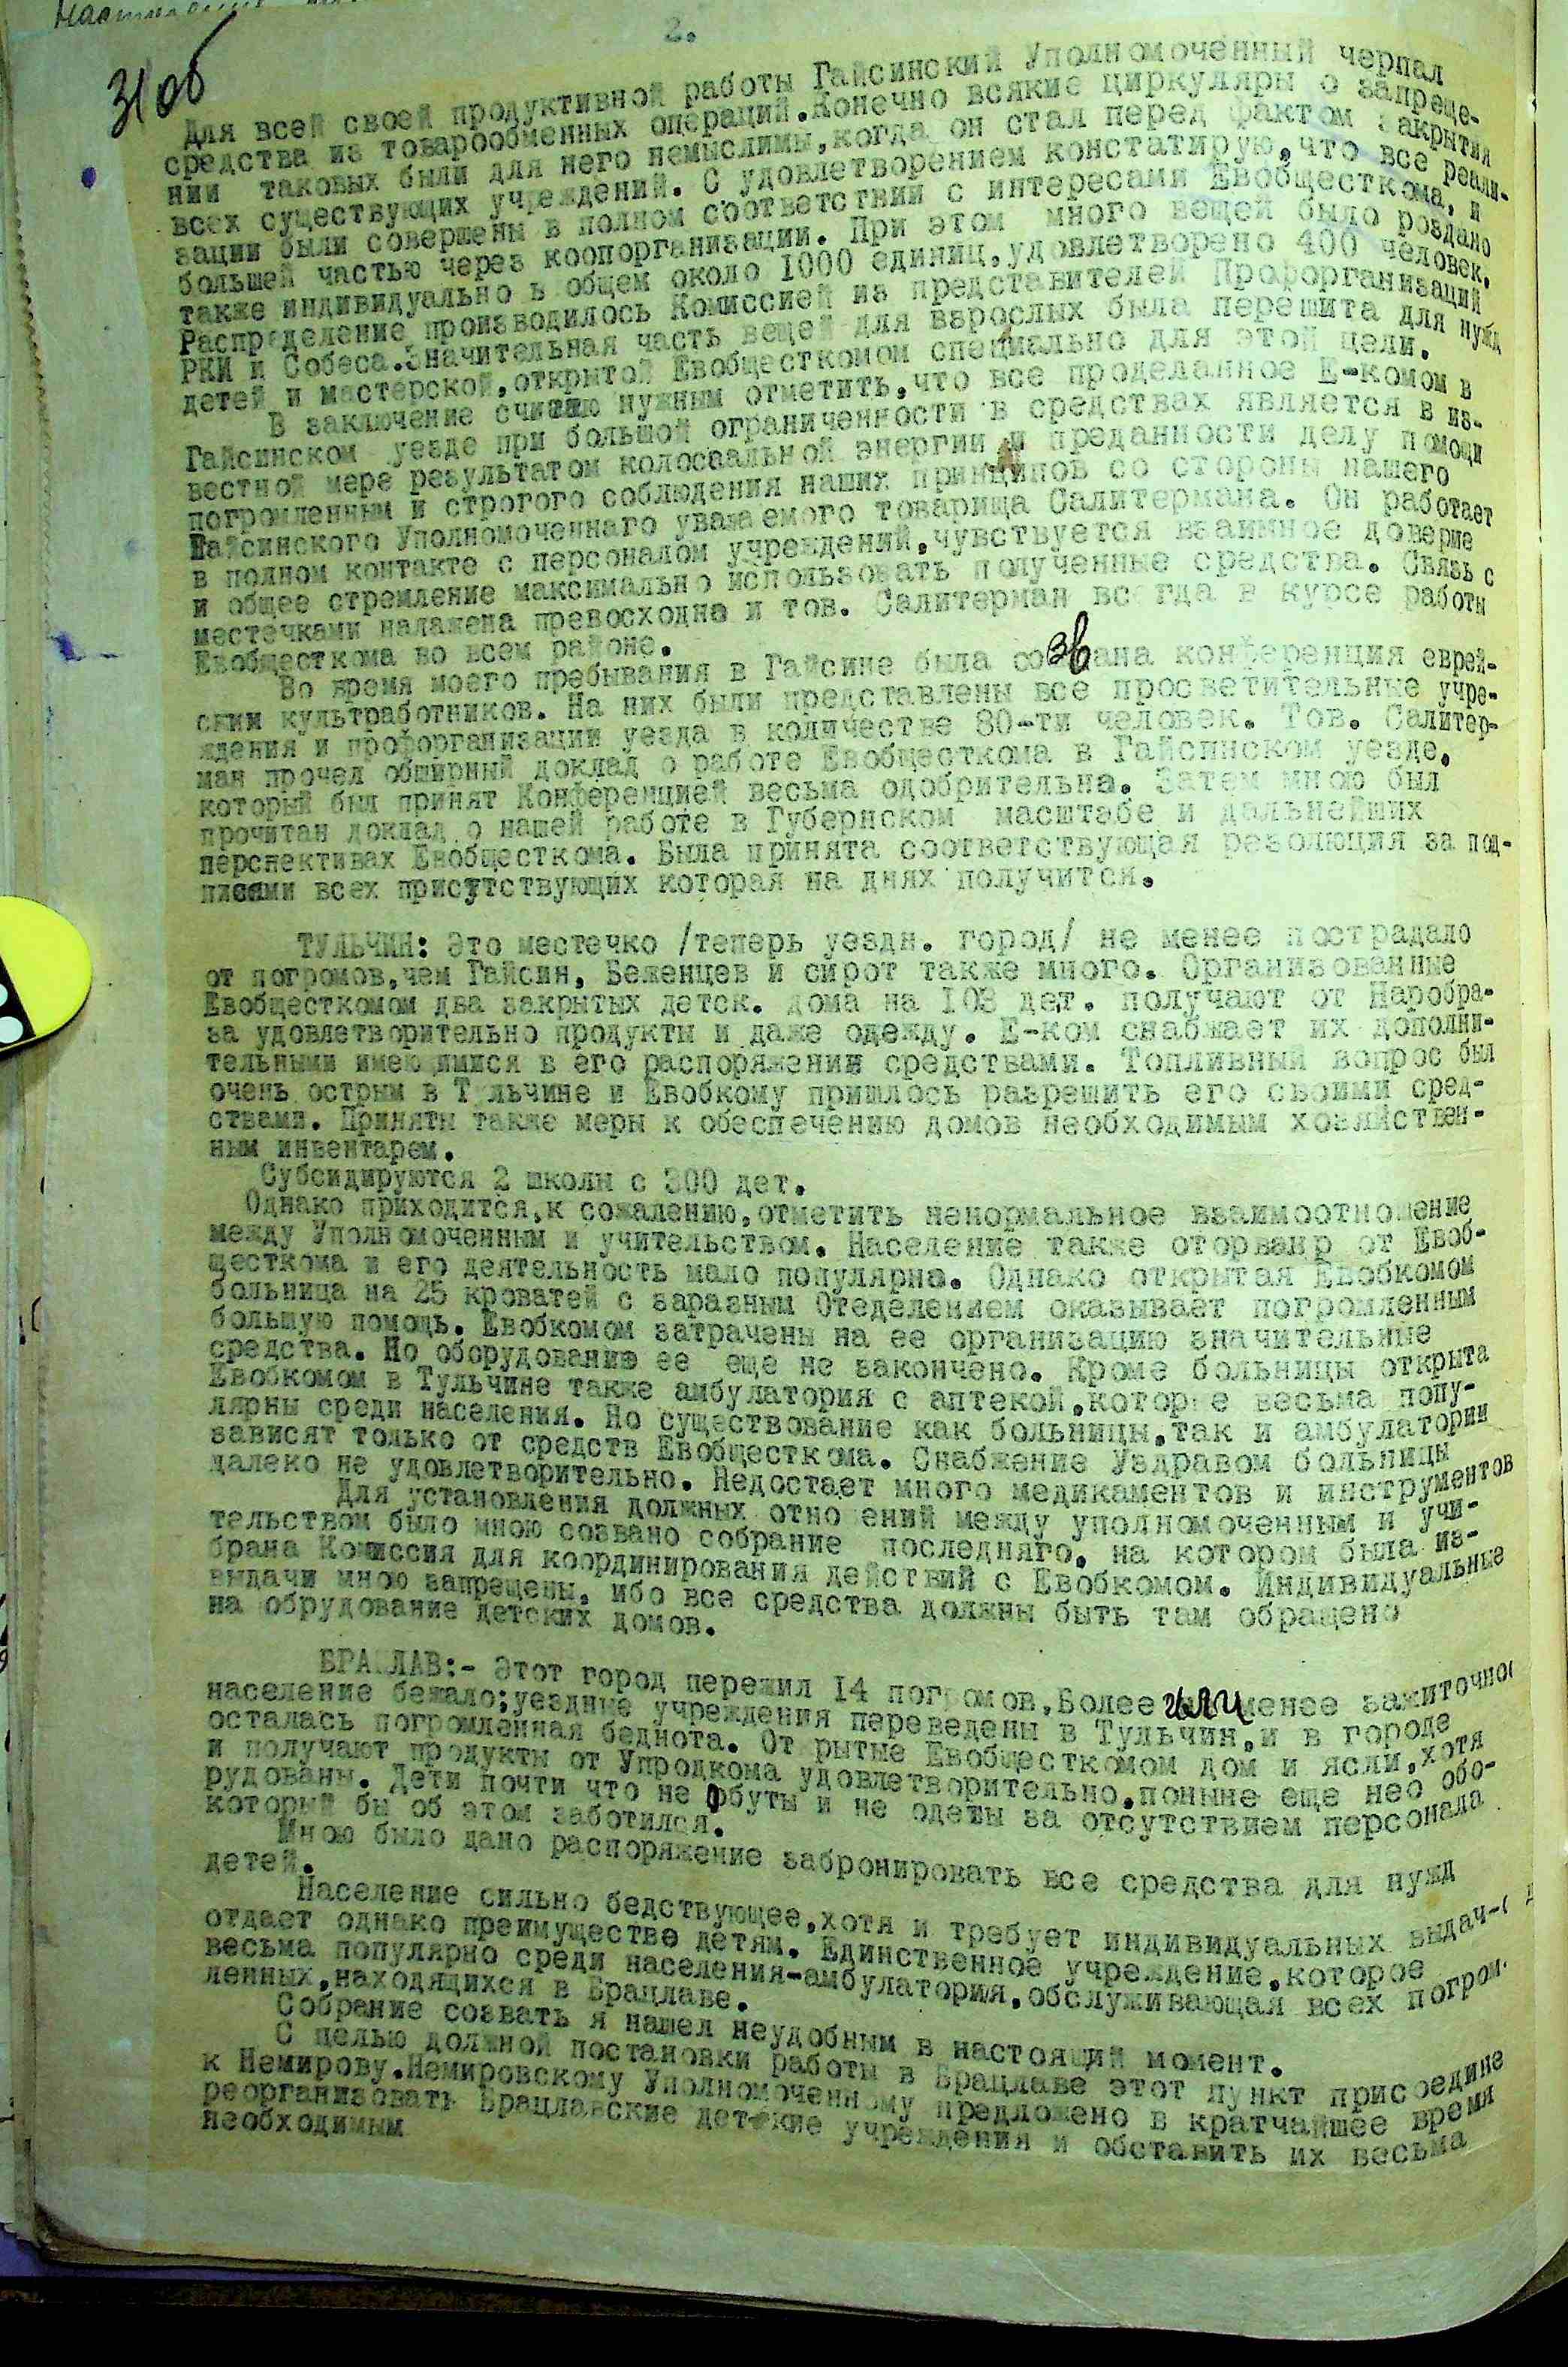 2.
31об
Для всей своей продуктивной работы Гайсинский Уполномоченный черпал
средства из товарообменных операций. Конечно всякие циркуляры о запреще-
нии таковых были для него немыслимы, когда он стал перед фактом закрытия
всех существующих учреждений. С удовлетворением констатирую, что все реали-
зации были совершены в полном соответствии с интересами Евобщесткома, и
большей частью через коопорганизации. При этом много вещей было роздано
также индивидуально в общем около 1000 единиц, удовлетворено 400 человек.
Распределение производилось Комиссией из представителей Профорганизаций
РКИ и Собеса. Значительная часть вещей для взрослых была перешита для нужд
детей и мастерской, открытой Евобщесткомом специально для этой цели.
В заключение считаю нужным отметить, что все проделанное Е-комом в
Гайсинском уезде при большой ограниченности в средствах является в из-
вестной мере результатом колоссальной энергии и преданности делу помощи
погромленным и строгого соблюдения наших принципов со стороны нашего
Гайсинского Уполномоченнаго уважаемого товарища Салитермана. Он работает
в полном контакте с персоналом учреждений, чувствуется взаимное доверие
и общее стремление максимально использовать полученные средства. Связь с
местечками налажена превосходно и тов. Салитерман всегда в курсе работы
Евобщесткома во всем районе.
Во время моего пребывания в Гайсине была созвана конференция еврей-
ским культработников. На них были представлены все просветительные учре-
ждения и профорганизации уезда в количестве 80-ти человек. Тов. Салитер-
ман прочел обширный доклад о работе Евобщесткома в Гайсинском уезде,
который был принят Конференцией весьма одобрительна. Затем мною был
прочитан доклад о нашей работе в Губернском масштабе и дальнейших
перспективах Евобщесткома. Была принята соответствующая резолюция за под-
писями всех присутствующих которая на днях получится.
ТУЛЬЧИН: Это местечко /теперь уездн. город/ не менее пострадало
от погромов, чем Гайсин, Беженцев и сирот также много. Организованные
Евобщесткомом два закрытых детск. дома на 108 дет. получают от Наробра-
за удовлетворительно продукты и даже одежду. Е-ком снабжает их дополни-
тельными имеющимися в его распоряжении средствами. Топливный вопрос был
очень острым в Тульчине и Евобкому пришлось разрешить его своими сред-
ствами. Приняты также меры к обеспечению домов необходимым хозяйствен-
ным инвентарем.
Субсидируются 2 школы с 300 дет.
Однако приходится, к сожалению, отметить ненормальное взаимоотношение
между Уполномоченным и учительством. Население также оторвано от Евоб-
щесткома и его деятельность мало популярна. Однако открытая Евобкомом
больница на 25 кроватей с заразным Отеделением оказывает погромленным
большую помощь. Евобкомом затрачены на ее организацию значительные
средства. Но оборудование ее еще не закончено. Кроме больницы открыта
Евобкомом в Тульчине также амбулатория с аптекой, которые весьма попу-
лярны среди населения. Но существование как больницы, так и амбулатории
зависят только от средств Евобщесткома. Снабжение Уздравом больницы
далеко не удовлетворительно. Недостает много медикаментов и инструментов
Для установления должных отно ений между уполномоченным и учи-
тельством было мною созвано собрание последняго, на котором была из-
брана Комиссия для координирования действий с Евобкомом. Индивидуальные
выдачи мною запрещены, ибо все средства должны быть там обращено
на обрудование детских домов.
БРАЦЛАВ:- Этот город пережил 14 погромов, Более или менее зажиточное
население бежало; уездные учреждения переведены в Тульчин, и в городе
осталась погромленная беднота. От рытые Евобщесткомом дом и ясли, хотя
и получают продукты от Упродкома удовлетворительно, поныне еще нео обо-
рудованы. Дети почти что не обуты и не одеты за отсутствием персонала
который бы об этом заботился.
Мною было дано распоряжение забронировать все средства для нужд
детей.
Население сильно бедствующее, хотя и требует индивидуальных выдач-
отдает однако преимущество детям. Единственное учреждение, которое
весьма популярно среди населения-амбулатория, обслуживающая всех погром-
ленных, находящихся в Брацлаве.
Собрание созвать я нашел неудобным в настоящий момент.
С целью должной постановки работы в Брацлаве этот пункт присоедине
к Немирову. Немировскому Уполномоченному предложено в кратчайшее время
реорганизовать Брацлавские детские учреждения и обставить их весьма
необходимым